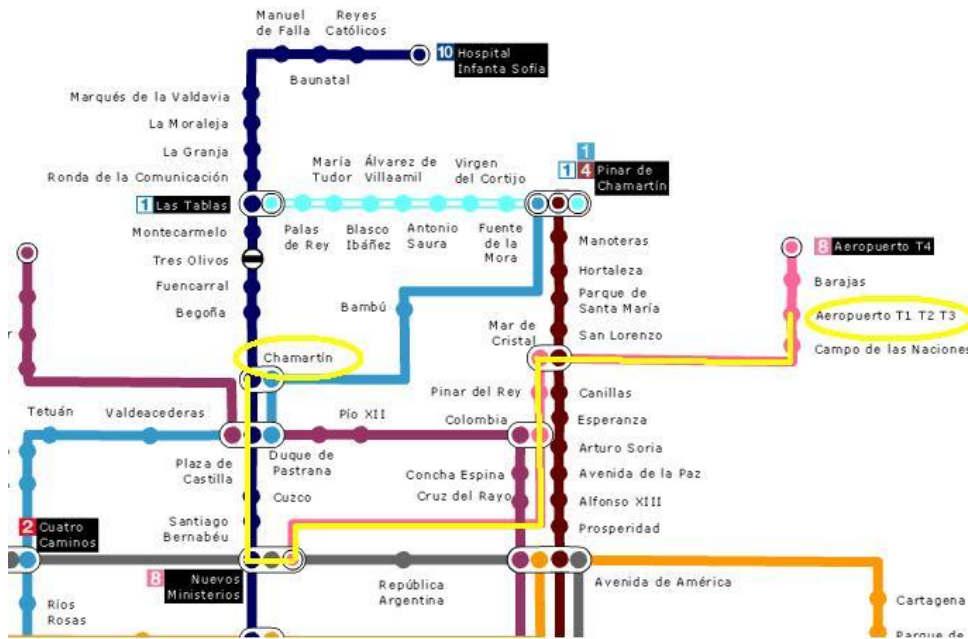 Manuel
de Falla
Reyes
Católicos
10 Hospital
Infanta Sofía
Baunatal
Marqués de la Valdavia
La Moraleja
La Granja
Ronda de la Comunicación
María
Tudor
Álvarez de
Villaamil
Virgen
del Cortijo
1
1 4 Pinar de
Chamartín
1 Las Tablas
Palas
de Rey
Blasco
Ibáñez
Antonio
Saura
Fuente
de la
Mora
Montecarmelo
Tres Olivos
Fuencarral
Begoña
Bambú
Manoteras
Hortaleza
Parque de
Santa María
San Lorenzo
8 Aeropuerto T4
Barajas
Aeropuerto T1 T2 T3
Campo de las Naciones
Mar de
Cristal
Chamartín
Pinar del Rey
Canillas
Tetuán
Valdeacederas
Pío XII
Colombia
Esperanza
Plaza de
Castilla
Duque de
Pastrana
Arturo Soria
Concha Espina
Avenida de la Paz
Cuzco
Cruz del Rayo
Alfonso XIII
Santiago
Bernabéu
Prosperidad
2 Cuatro
Caminos
8 Nuevos
Ministerios
República
Argentina
Avenida de América
Ríos
Rosas
Cartagena
Parque de